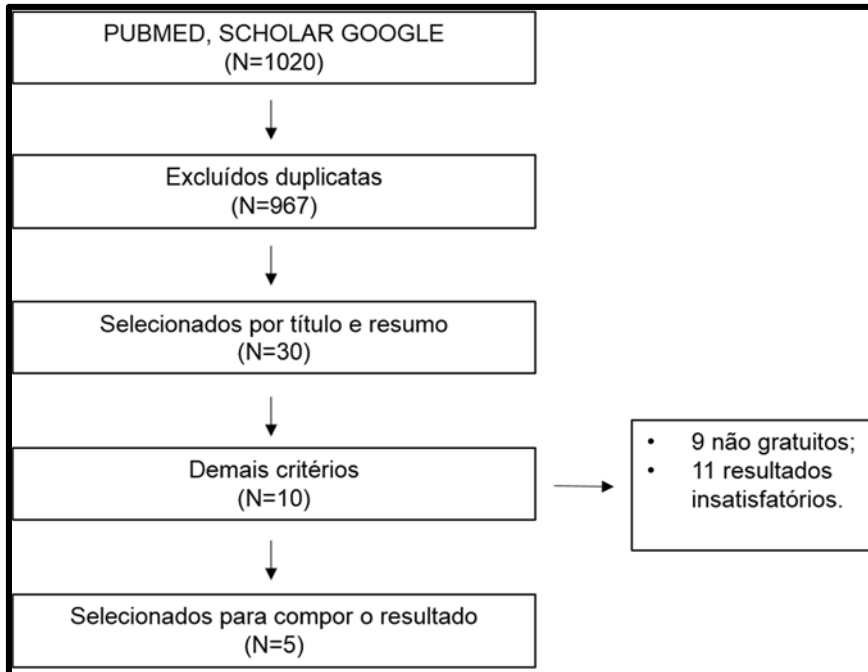 PUBMED, SCHOLAR GOOGLE
(N=1020)
Excluídos duplicatas
(N=967)
Selecionados por título e resumo
(N=30)
Demais critérios
(N=10)
• 9 não gratuitos;
• 11 resultados
insatisfatórios.
Selecionados para compor o resultado
(N=5)